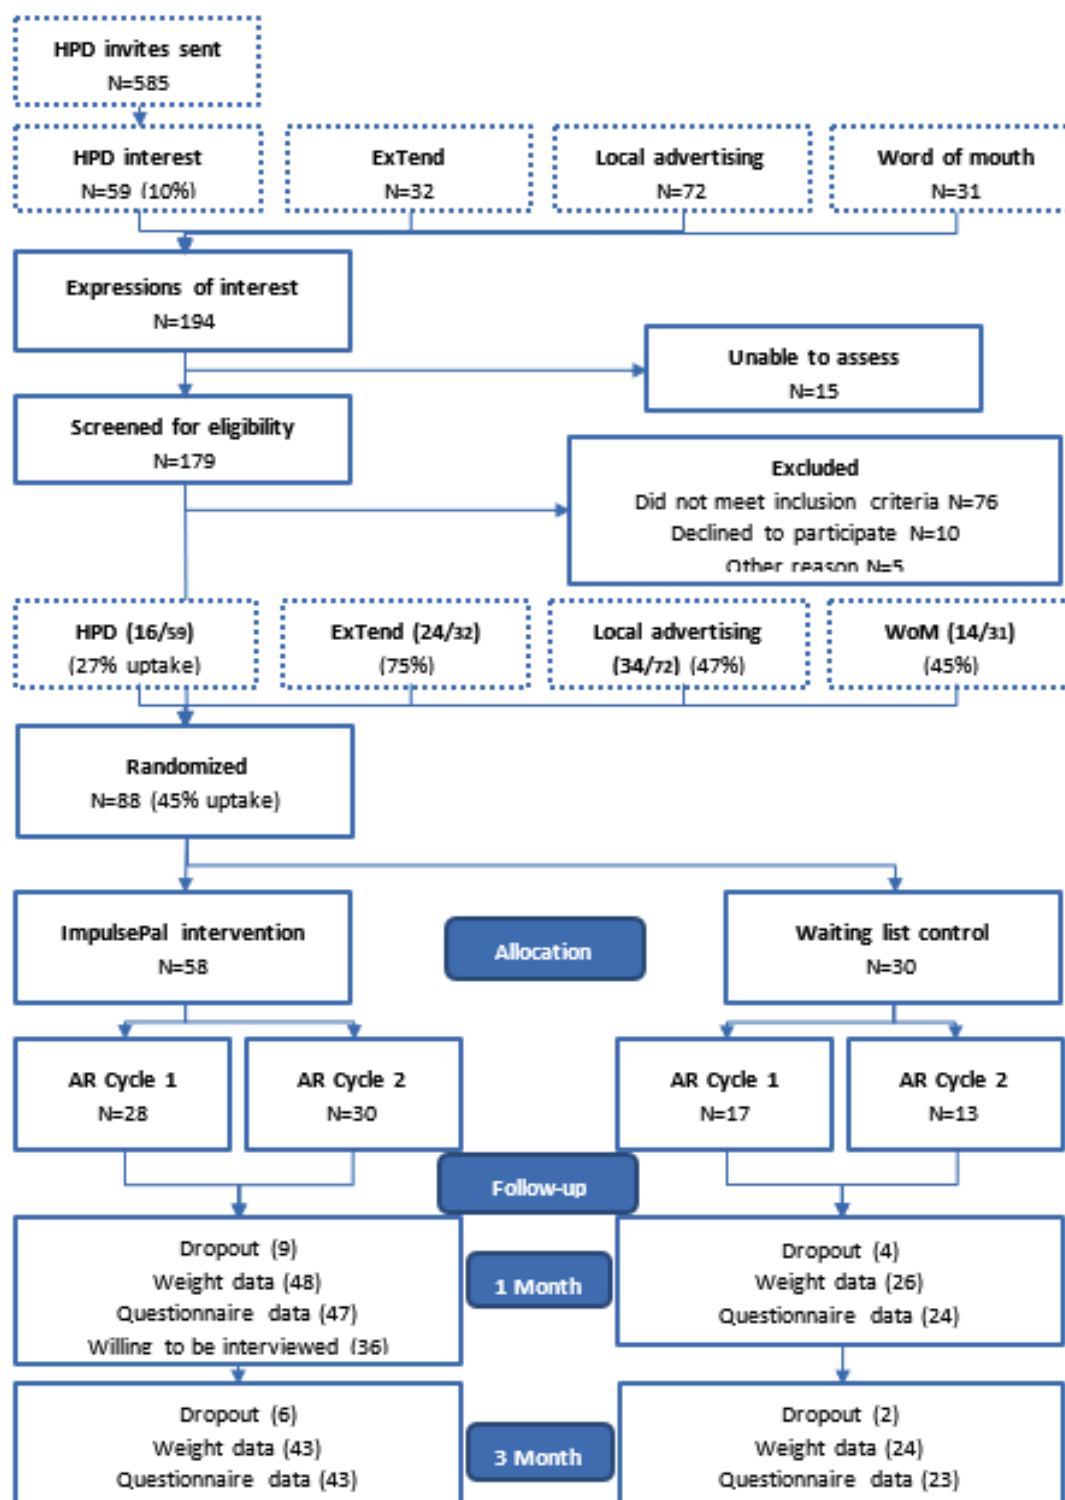 HPD invites sent
N=585
HPD interest
N=59 (10%)
ExTend
N=32
Local advertising
N=72
Word of mouth
N=31
Expressions of interest
N=194
Unable to assess
N=15
Screened for eligibility
N=179
Excluded
Did not meet inclusion criteria N=76
Declined to participate N=10
Other reason N=5
HPD (16/59)
(27% uptake)
ExTend (24/32)
(75%)
Local advertising
(34/72) (47%)
WoM (14/31)
(45%)
Randomized
N=88 (45% uptake)
ImpulsePal intervention
N=58
Allocation
Waiting list control
N=30
AR Cycle 1
N=28
AR Cycle 2
N=30
AR Cycle 1
N=17
AR Cycle 2
N=13
Follow-up
Dropout (9)
Weight data (48)
Questionnaire data (47)
Willing to be interviewed (36)
1 Month
Dropout (4)
Weight data (26)
Questionnaire data (24)
Dropout (6)
Weight data (43)
Questionnaire data (43)
3 Month
Dropout (2)
Weight data (24)
Questionnaire data (23)